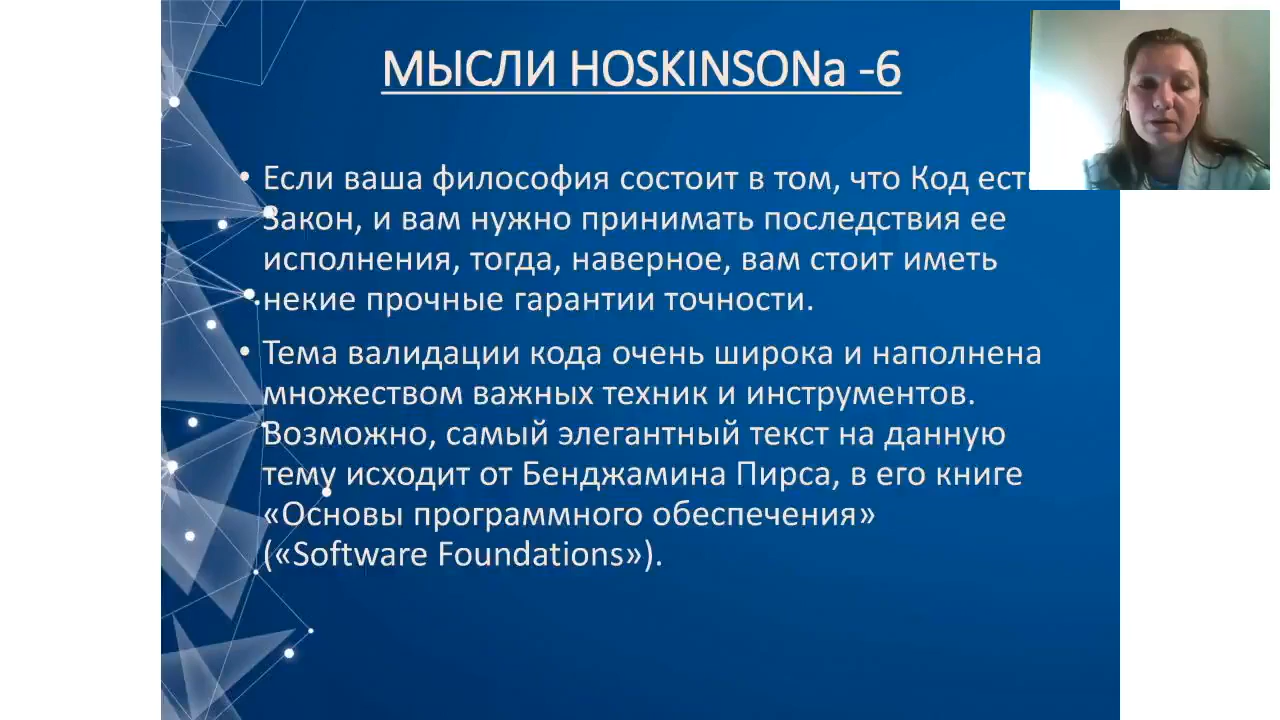 МЫСЛИ HOSKINSONа -6
• Если ваша философия состоит в том, что Код есть
Закон, и вам нужно принимать последствия ее
исполнения, тогда, наверное, вам стоит иметь
некие прочные гарантии точности.
• Тема валидации кода очень широка и наполнена
множеством важных техник и инструментов.
Возможно, самый элегантный текст на данную
тему исходит от Бенджамина Пирса, в его книге
«Основы программного обеспечения»
(«Software Foundations»).